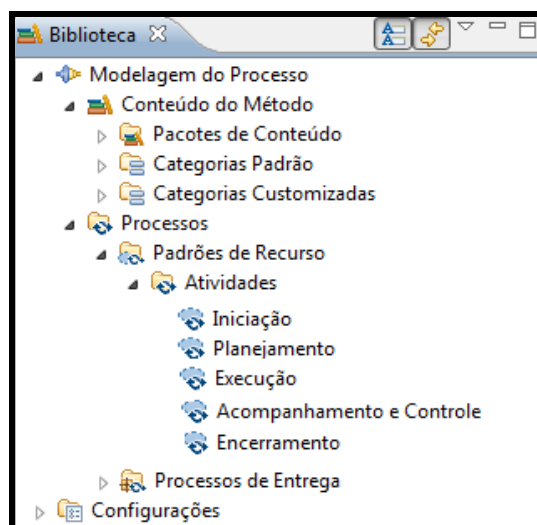 Biblioteca
Modelagem do Processo
Conteúdo do Método
Pacotes de Conteúdo
Categorias Padrão
Categorias Customizadas
Processos
Padrões de Recurso
Atividades
Iniciação
Planejamento
Execução
Acompanhamento e Controle
Encerramento
Processos de Entrega
Configurações